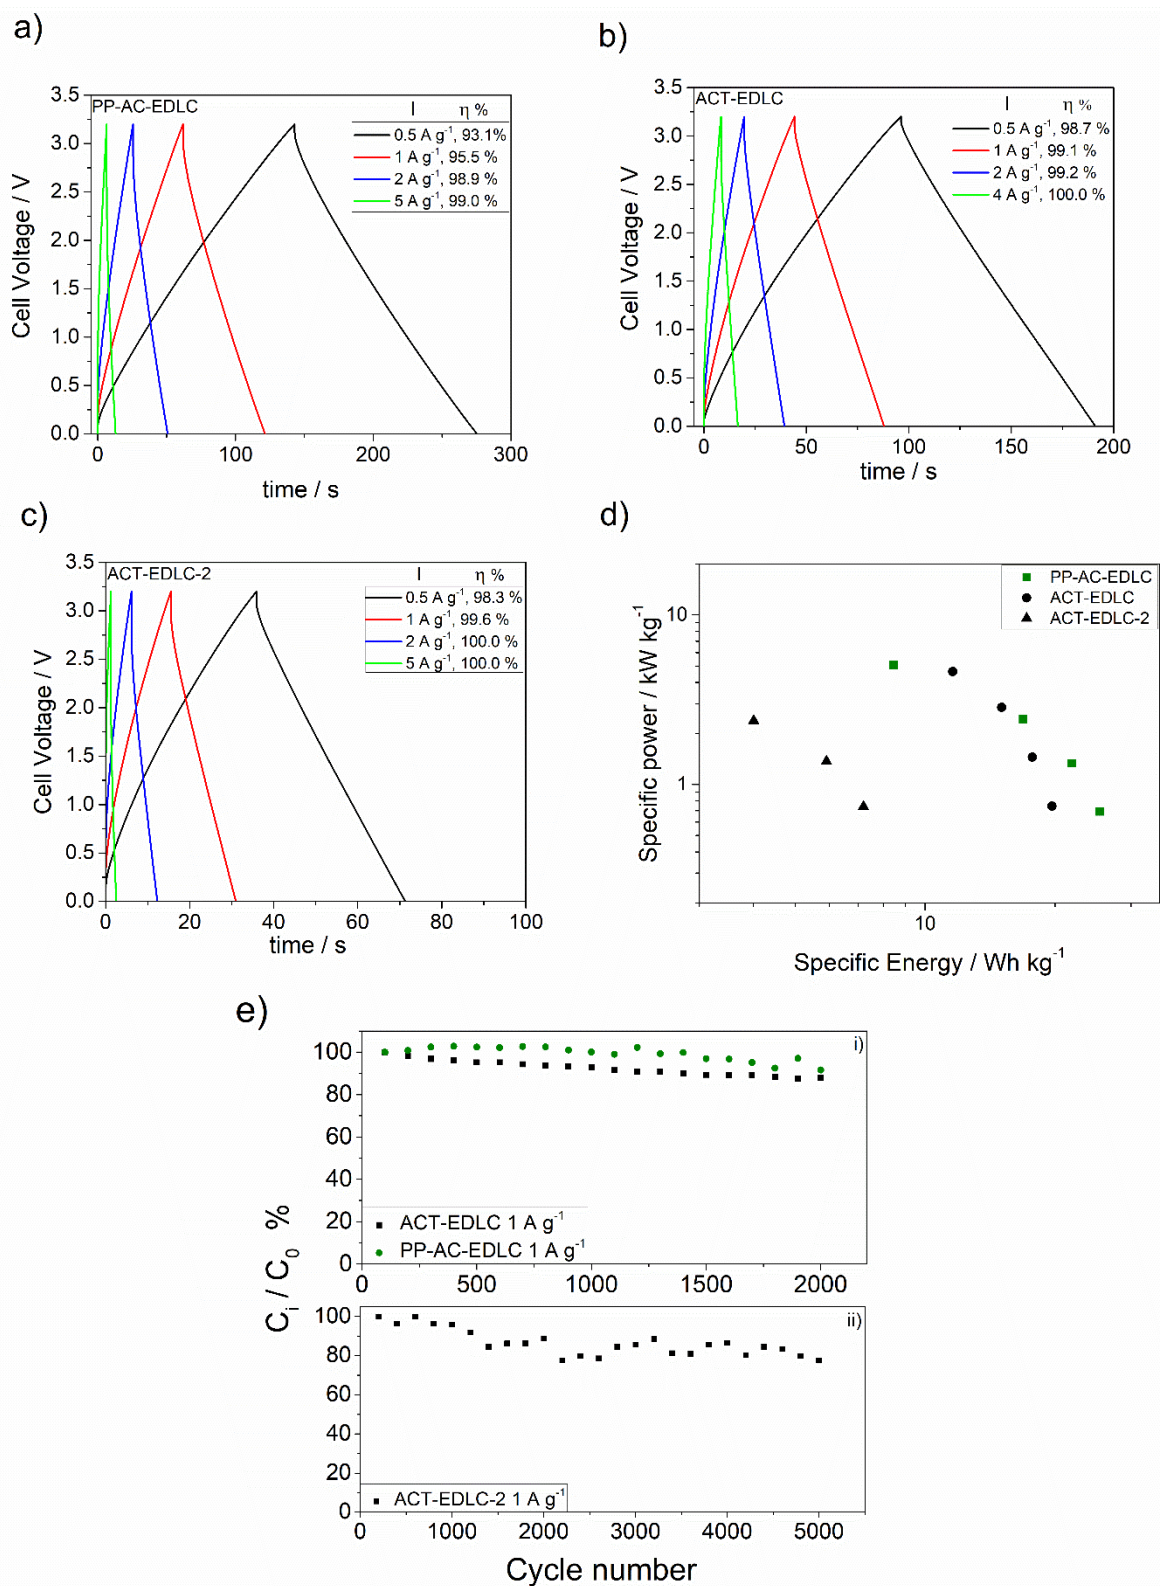 a)
PP-AC-EDLC
I η %
0.5 A g⁻¹, 93.1%
1 A g⁻¹, 95.5 %
2 A g⁻¹, 98.9 %
5 A g⁻¹, 99.0 %
3.5
3.0
2.5
2.0
1.5
1.0
0.5
0.0
Cell Voltage / V
0 100 200 300
time / s
b)
ACT-EDLC
I η %
0.5 A g⁻¹, 98.7 %
1 A g⁻¹, 99.1 %
2 A g⁻¹, 99.2 %
4 A g⁻¹, 100.0 %
3.5
3.0
2.5
2.0
1.5
1.0
0.5
0.0
Cell Voltage / V
0 50 100 150 200
time / s
c)
ACT-EDLC-2
I η %
0.5 A g⁻¹, 98.3 %
1 A g⁻¹, 99.6 %
2 A g⁻¹, 100.0 %
5 A g⁻¹, 100.0 %
3.5
3.0
2.5
2.0
1.5
1.0
0.5
0.0
Cell Voltage / V
0 20 40 60 80 100
time / s
d)
PP-AC-EDLC
ACT-EDLC
ACT-EDLC-2
10
1
Specific power / kW kg⁻¹
10
Specific Energy / Wh kg⁻¹
e)
i)
100
80
60
40
20
0
ACT-EDLC 1 A g⁻¹
PP-AC-EDLC 1 A g⁻¹
0 500 1000 1500 2000
C_i / C_0 %
ii)
100
80
60
40
20
0
ACT-EDLC-2 1 A g⁻¹
0 1000 2000 3000 4000 5000
Cycle number